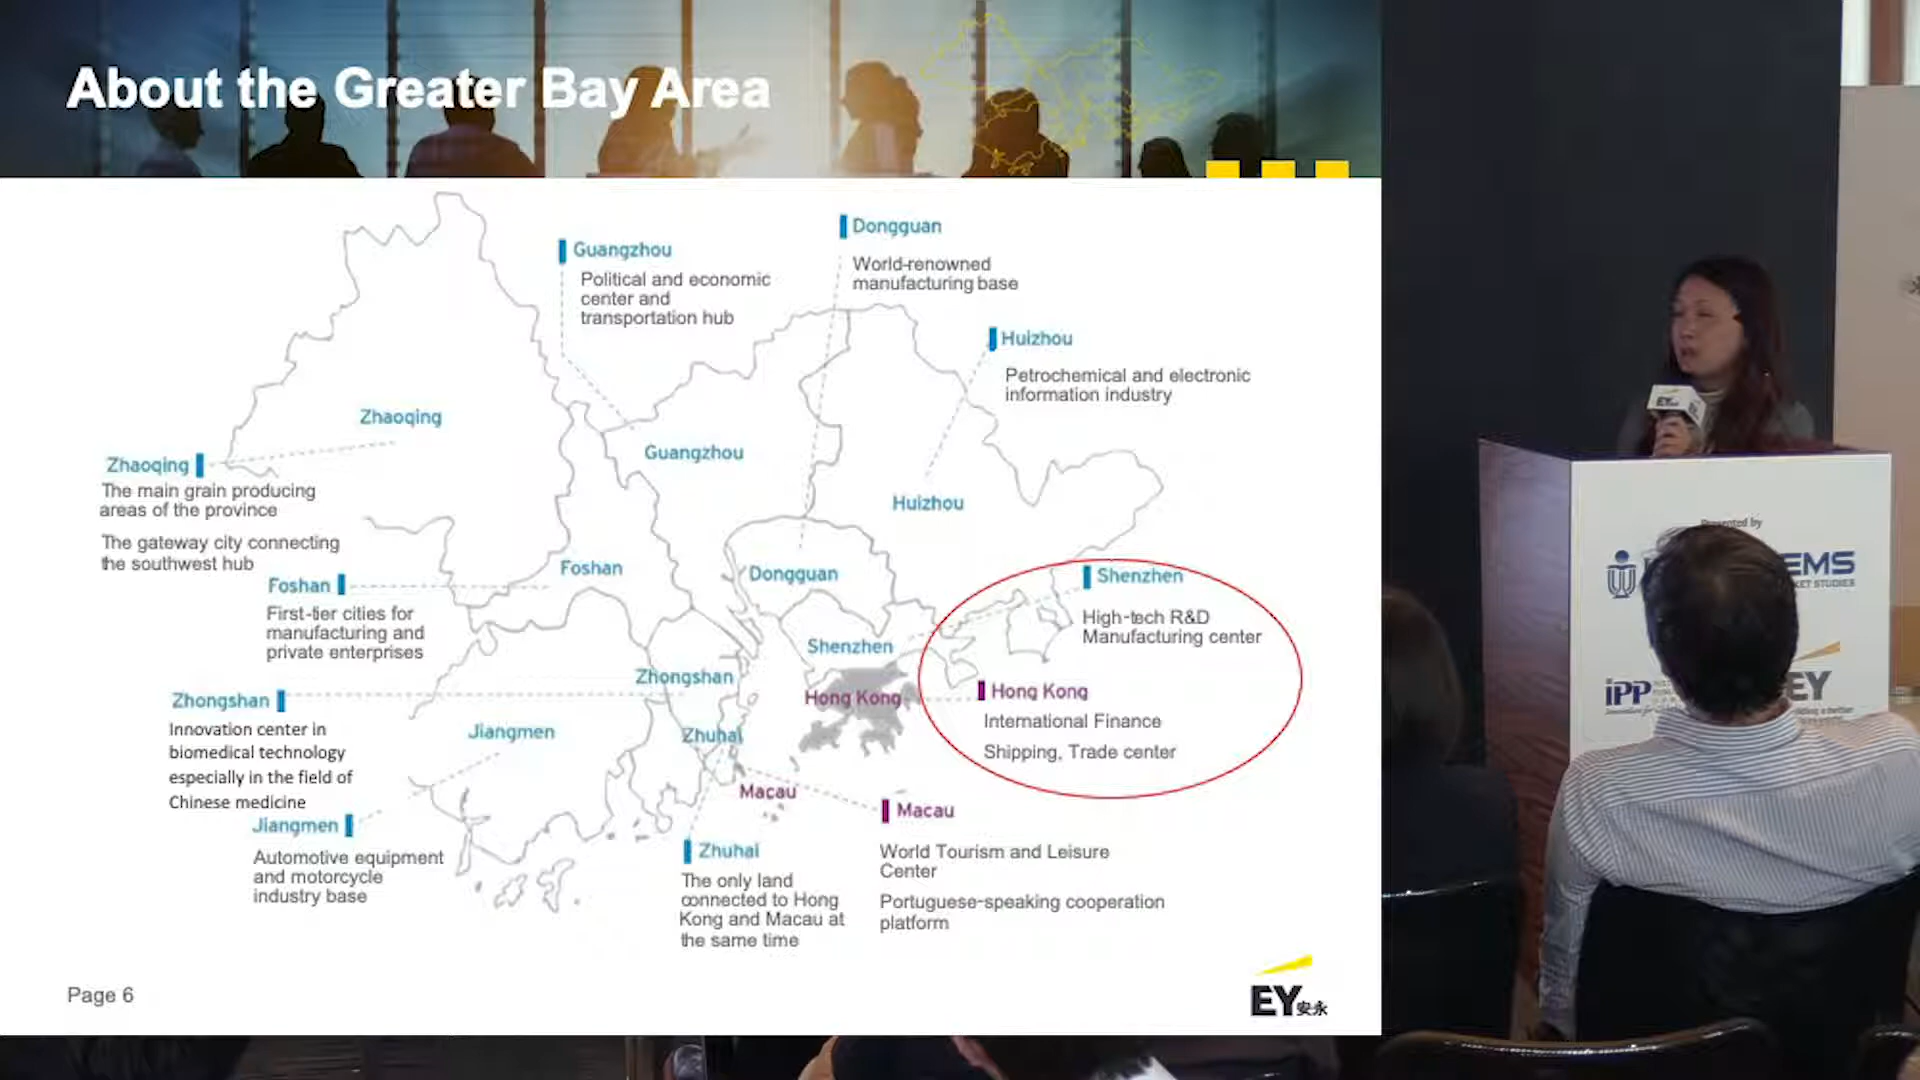 About the Greater Bay Area
Guangzhou
Political and economic
center and
transportation hub
Dongguan
World-renowned
manufacturing base
Huizhou
Petrochemical and electronic
information industry
Zhaoqing
Guangzhou
Huizhou
Zhaoqing
The main grain producing
areas of the province
The gateway city connecting
the southwest hub
Foshan
Dongguan
Foshan
First-tier cities for
manufacturing and
private enterprises
Shenzhen
High-tech R&D
Manufacturing center
Shenzhen
Zhongshan
Hong Kong
Hong Kong
International Finance
Shipping, Trade center
Zhongshan
Innovation center in
biomedical technology
especially in the field of
Chinese medicine
Jiangmen
Zhuhai
Macau
Macau
World Tourism and Leisure
Center
Portuguese-speaking cooperation
platform
Jiangmen
Automotive equipment
and motorcycle
industry base
Zhuhai
The only land
connected to Hong
Kong and Macau at
the same time
Page 6
EY安永
EY
Presented by
EMS
KET STUDIES
iPP
EY